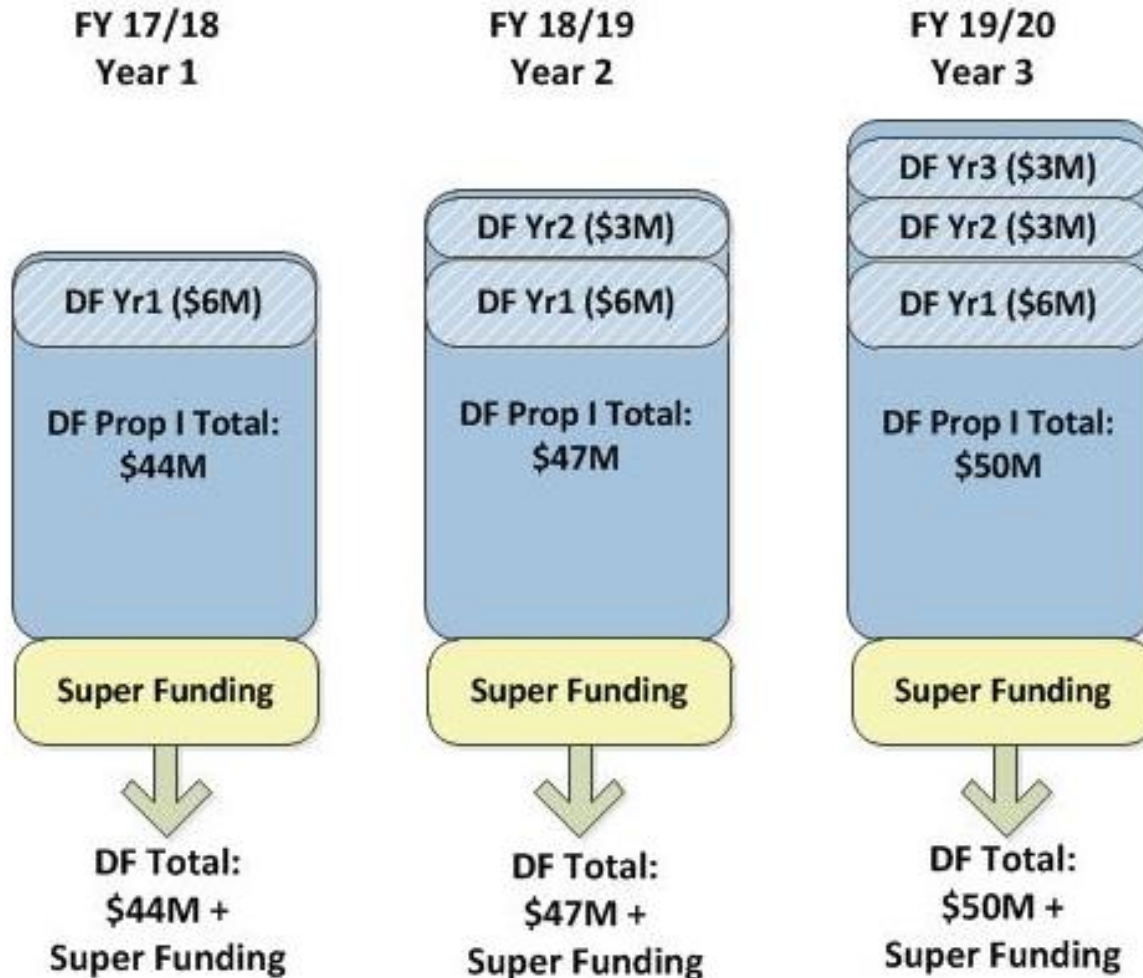 FY 17/18
Year 1
DF Yr1 ($6M)
DF Prop I Total:
$44M
Super Funding
DF Total:
$44M +
Super Funding
FY 18/19
Year 2
DF Yr2 ($3M)
DF Yr1 ($6M)
DF Prop I Total:
$47M
Super Funding
DF Total:
$47M +
Super Funding
FY 19/20
Year 3
DF Yr3 ($3M)
DF Yr2 ($3M)
DF Yr1 ($6M)
DF Prop I Total:
$50M
Super Funding
DF Total:
$50M +
Super Funding